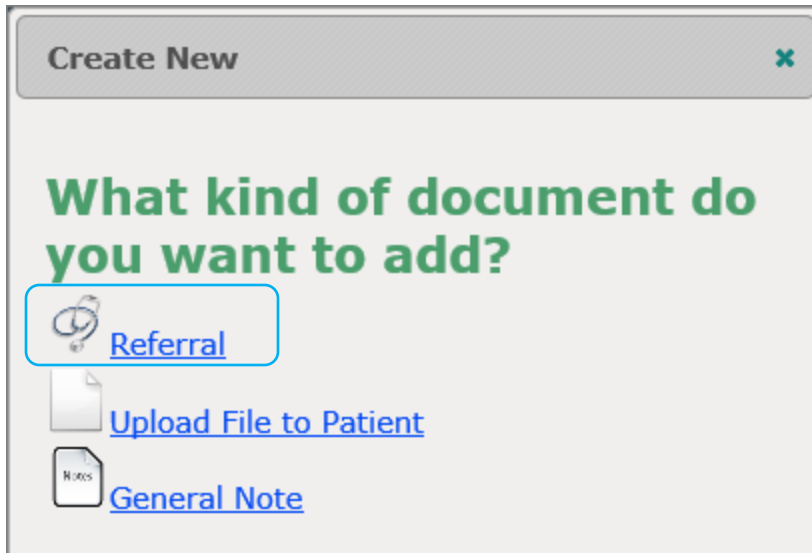 Create New
What kind of document do
you want to add?
Referral
Upload File to Patient
Notes
General Note